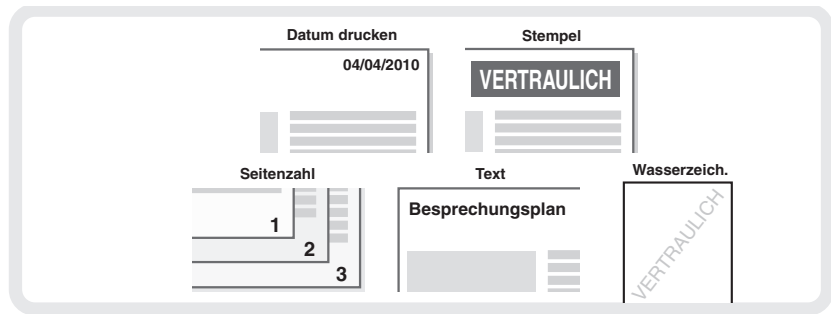 Datum drucken
04/04/2010
Stempel
VERTRAULICH
Seitenzahl
1
2
3
Text
Besprechungsplan
Wasserzeich.
VERTRAULICH